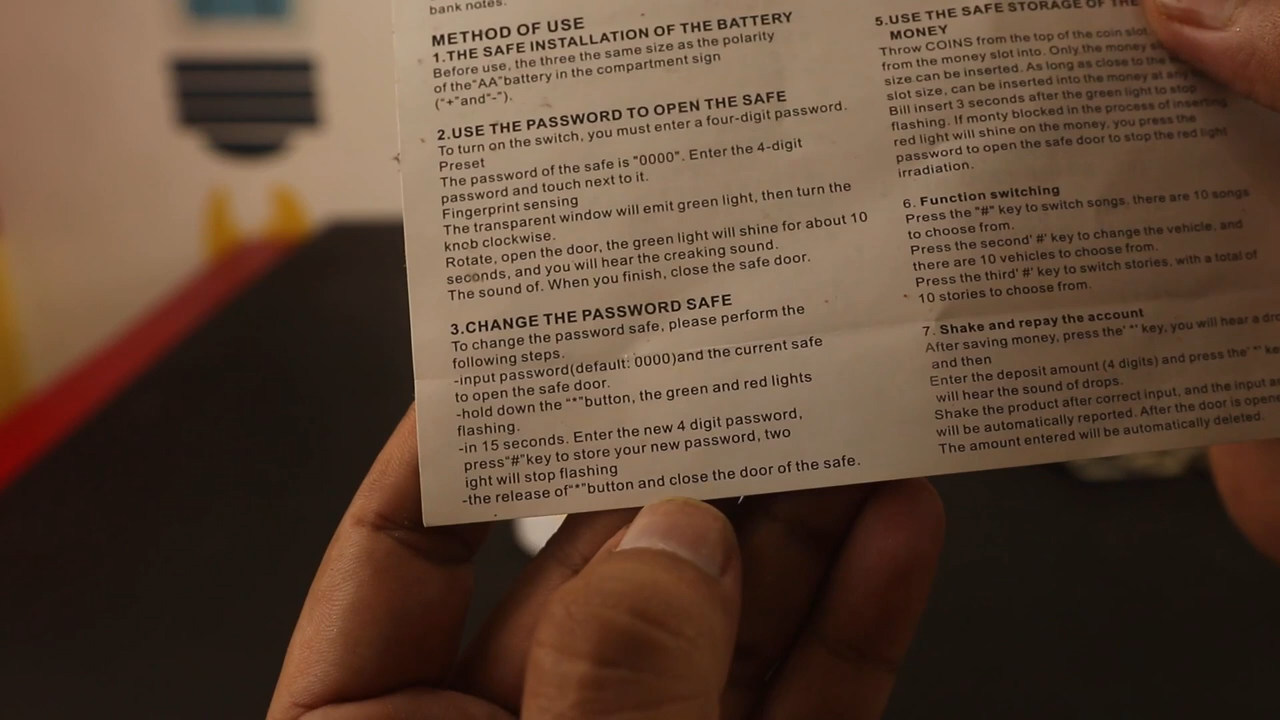 bank notes.
METHOD OF USE
1.THE SAFE INSTALLATION OF THE BATTERY
Before use, the three the same size as the polarity
of the"AA"battery in the compartment sign
("+"and"-").
2.USE THE PASSWORD TO OPEN THE SAFE
To turn on the switch, you must enter a four-digit password.
Preset
The password of the safe is "0000". Enter the 4-digit
password and touch next to it.
Fingerprint sensing
The transparent window will emit green light, then turn the
knob clockwise.
Rotate, open the door, the green light will shine for about 10
seconds, and you will hear the creaking sound.
The sound of. When you finish, close the safe door.
3.CHANGE THE PASSWORD SAFE
To change the password safe, please perform the
following steps.
-input password(default: 0000)and the current safe
to open the safe door.
-hold down the "*"button, the green and red lights
flashing.
-in 15 seconds. Enter the new 4 digit password,
press"#"key to store your new password, two
ight will stop flashing
-the release of"*"button and close the door of the safe.
5.USE THE SAFE STORAGE OF THE
MONEY
Throw COINS from the top of the coin slot
from the money slot into. Only the money
size can be inserted. As long as close to the
slot size, can be inserted into the money at any
Bill insert 3 seconds after the green light to stop
flashing. If monty blocked in the process of inserting
red light will shine on the money, you press the
password to open the safe door to stop the red light
irradiation.
6. Function switching
Press the "#" key to switch songs, there are 10 songs
to choose from.
Press the second' #' key to change the vehicle, and
there are 10 vehicles to choose from.
Press the third' #' key to switch stories, with a total of
10 stories to choose from.
7. Shake and repay the account
After saving money, press the' *' key, you will hear a
and then
Enter the deposit amount (4 digits) and press the' *'
will hear the sound of drops.
Shake the product after correct input, and the input
will be automatically reported. After the door is
The amount entered will be automatically deleted.